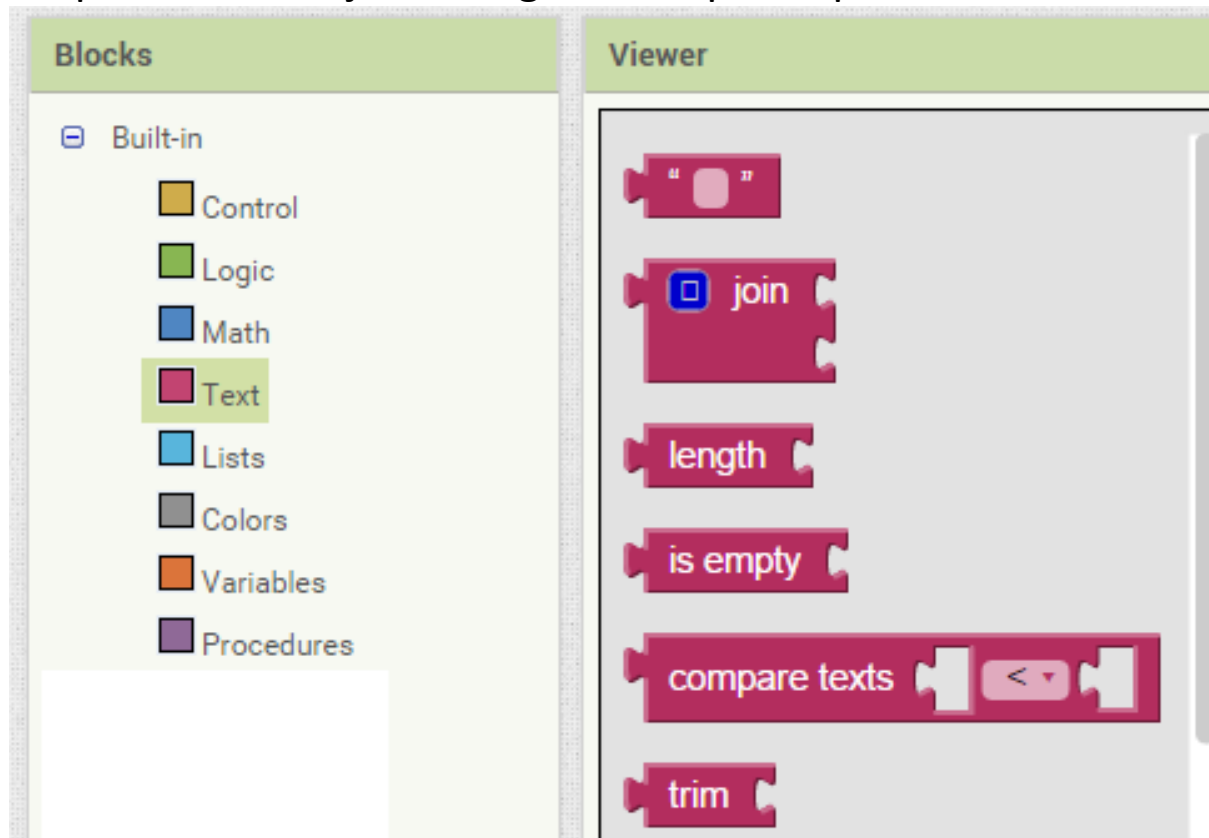 Blocks
Built-in
Control
Logic
Math
Text
Lists
Colors
Variables
Procedures
Viewer
“ ”
join
length
is empty
compare texts <
trim